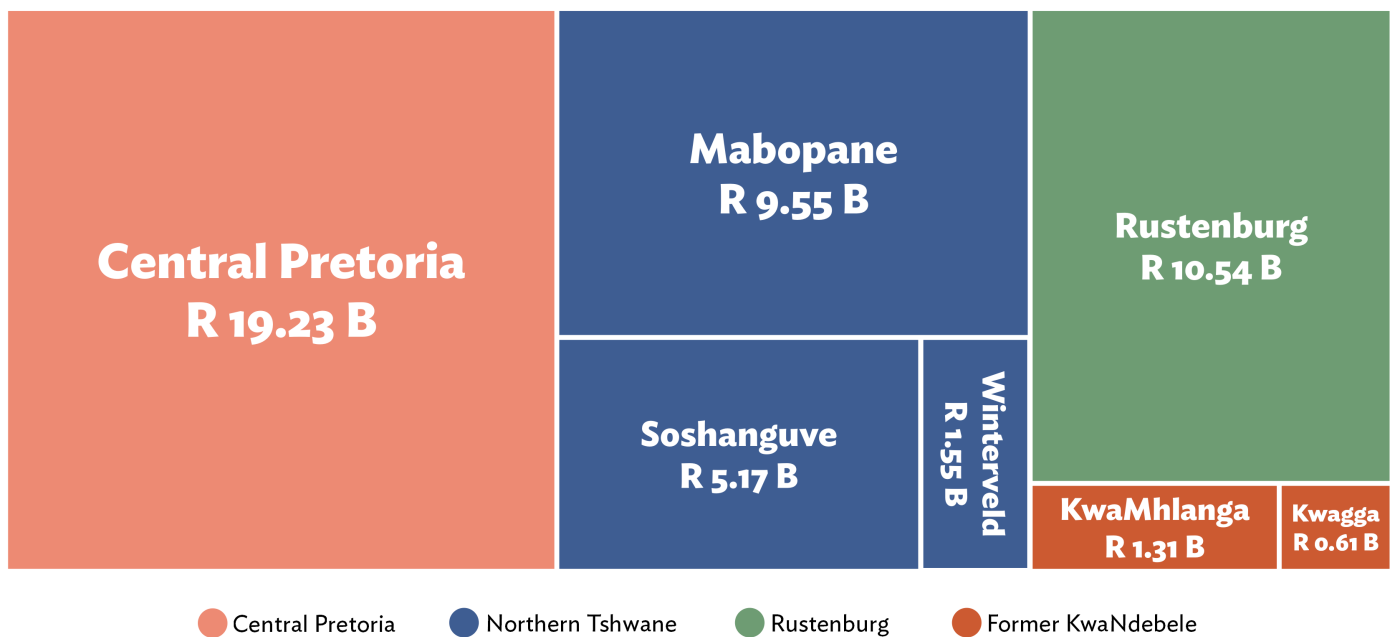 Central Pretoria
R 19.23 B
Mabopane
R 9.55 B
Soshanguve
R 5.17 B
Winterveld
R 1.55 B
Rustenburg
R 10.54 B
KwaMhlanga
R 1.31 B
Kwagga
R 0.61 B
Central Pretoria
Northern Tshwane
Rustenburg
Former KwaNdebele